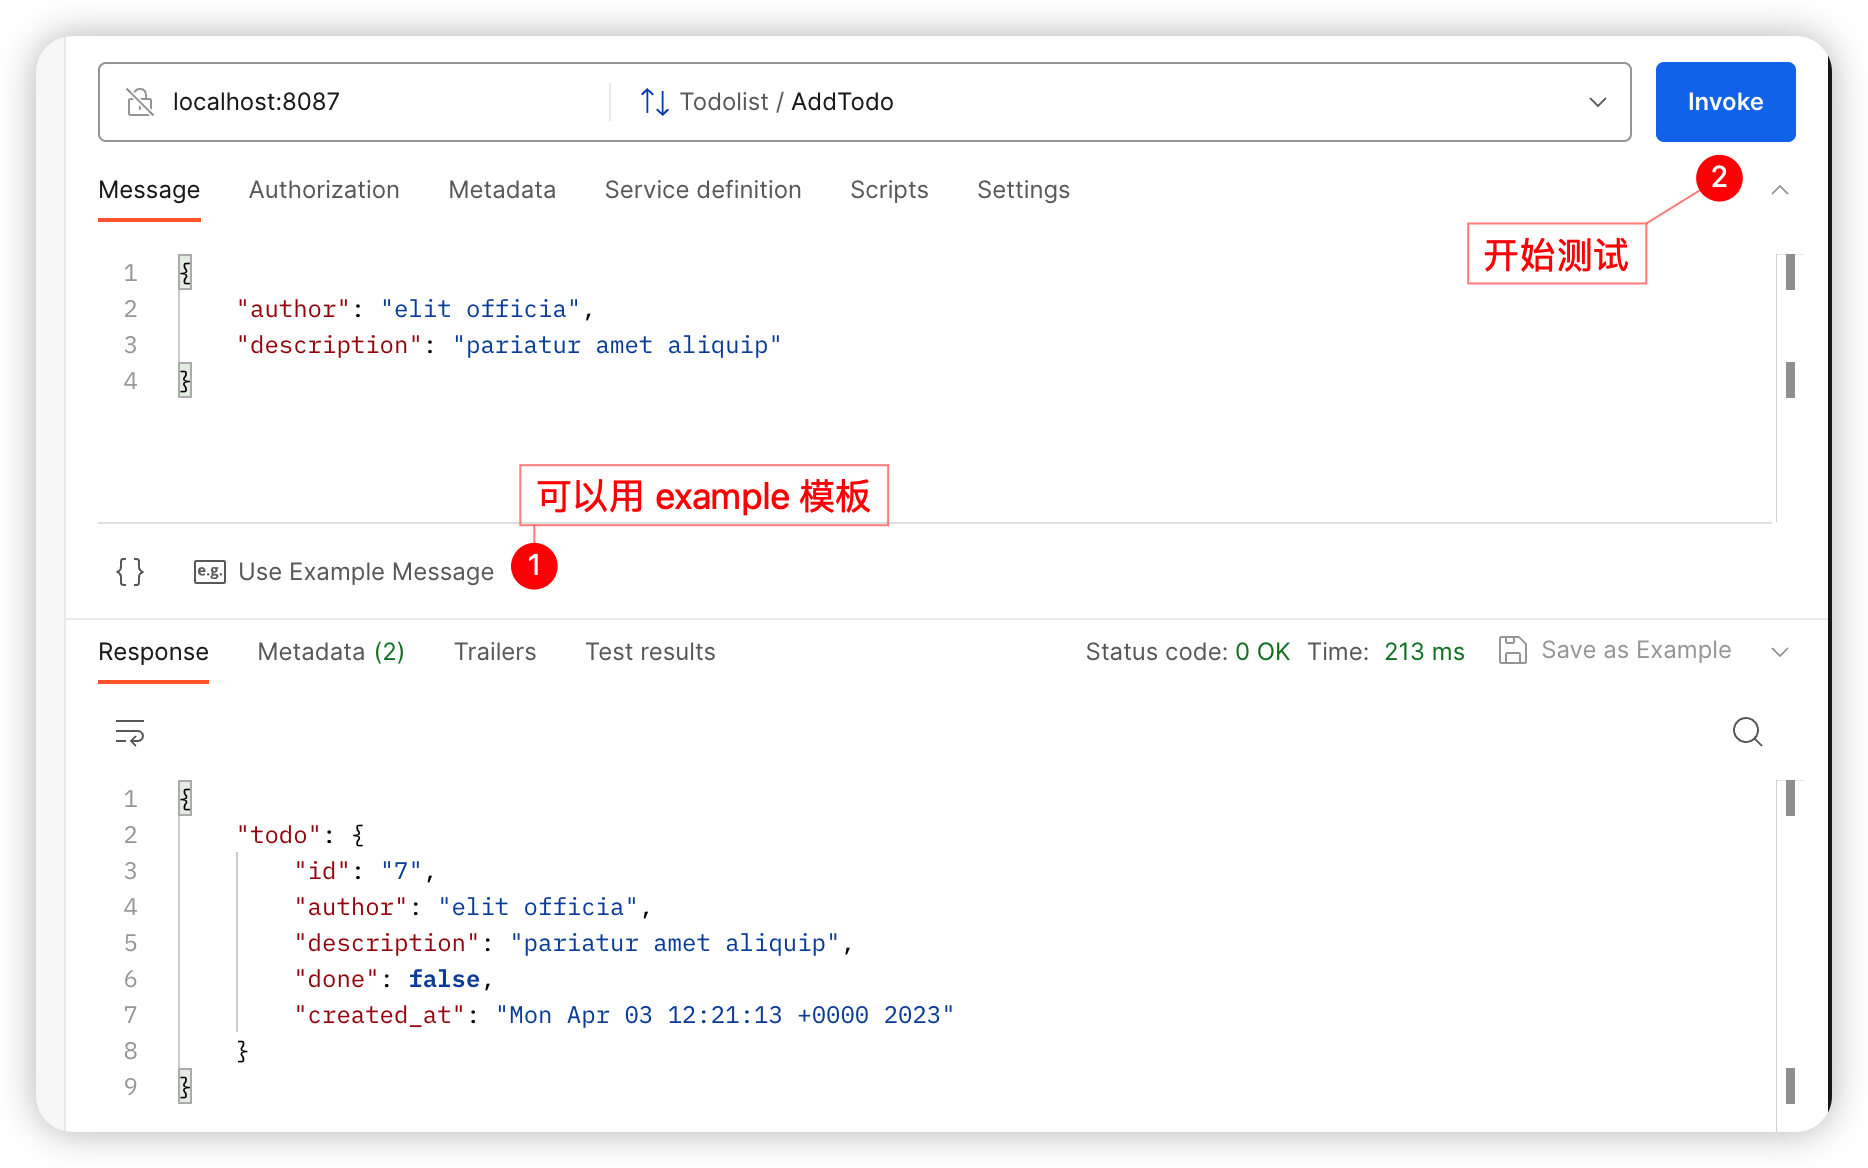 localhost:8087
Todolist / AddTodo
Invoke
Message
Authorization
Metadata
Service definition
Scripts
Settings
2
开始测试
1 {
2 "author": "elit officia",
3 "description": "pariatur amet aliquip"
4 }
可以用 example 模板
{}
e.g. Use Example Message
1
Response
Metadata (2)
Trailers
Test results
Status code: 0 OK Time: 213 ms
Save as Example
1 {
2 "todo": {
3 "id": "7",
4 "author": "elit officia",
5 "description": "pariatur amet aliquip",
6 "done": false,
7 "created_at": "Mon Apr 03 12:21:13 +0000 2023"
8 }
9 }